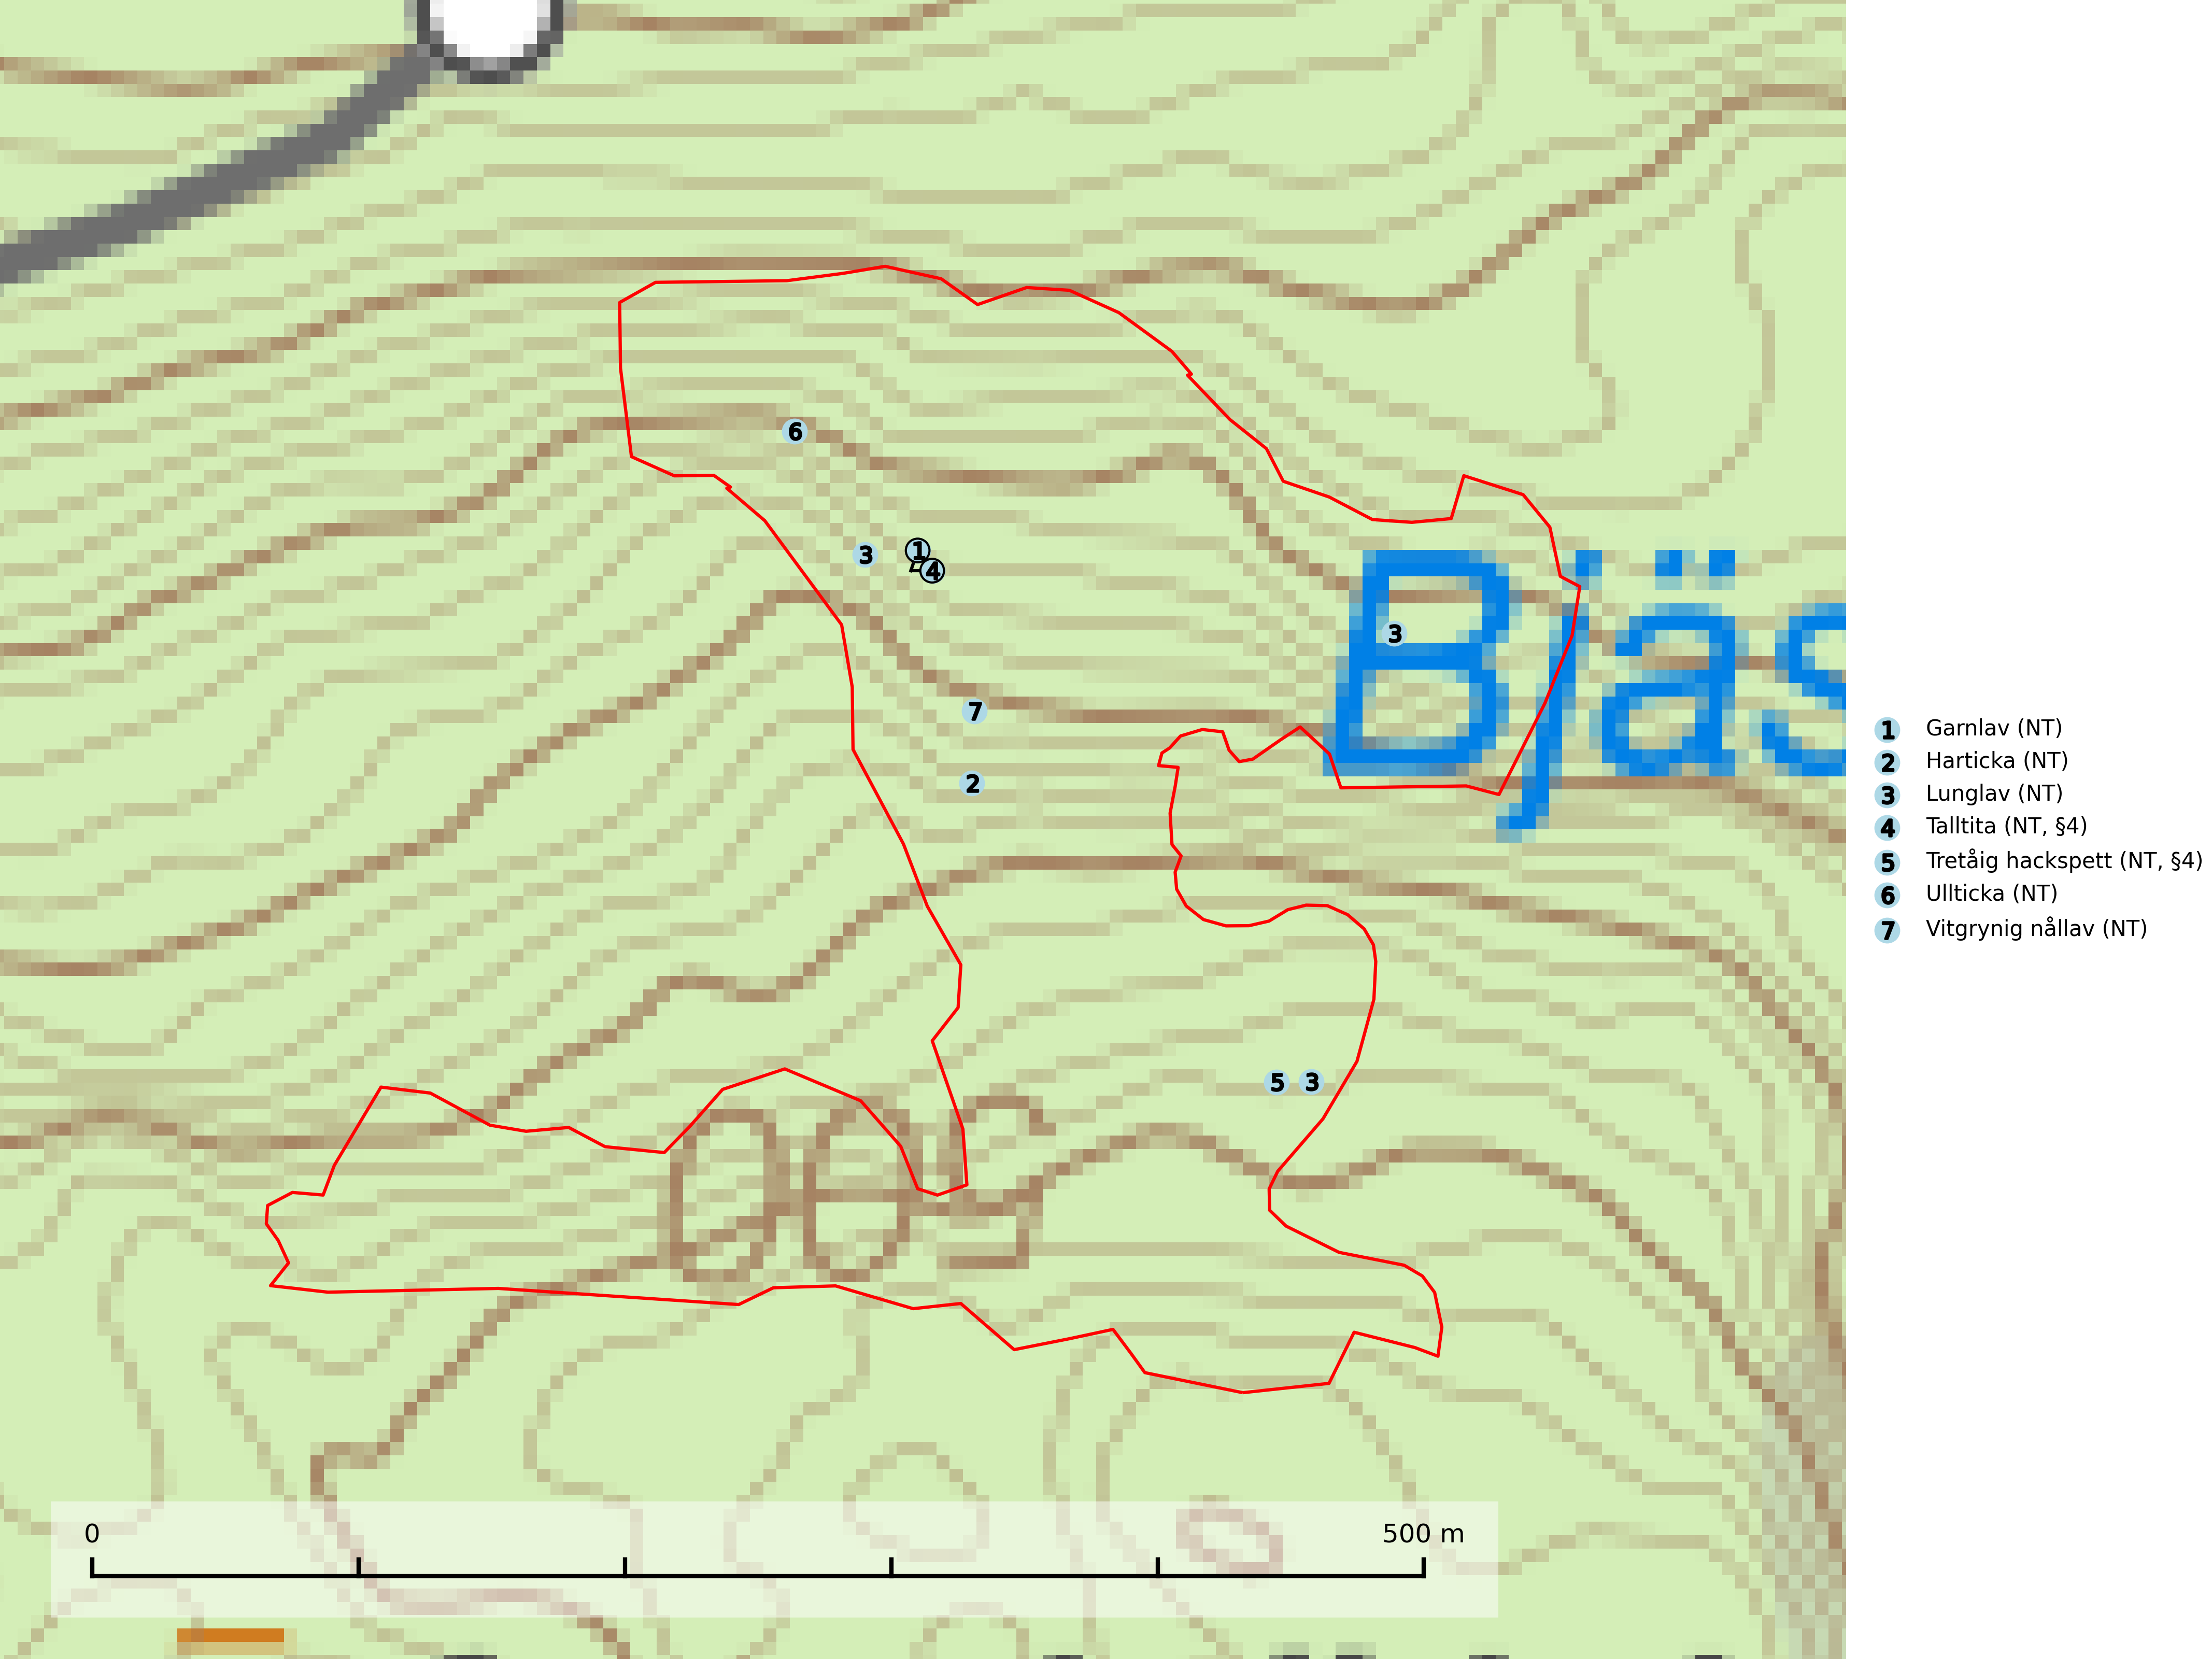 6
3
1
4
3
7
2
5 3
Bjäs
0 500 m
1 Garnlav (NT)
2 Harticka (NT)
3 Lunglav (NT)
4 Talltita (NT, §4)
5 Tretåig hackspett (NT, §4)
6 Ullticka (NT)
7 Vitgrynig nållav (NT)